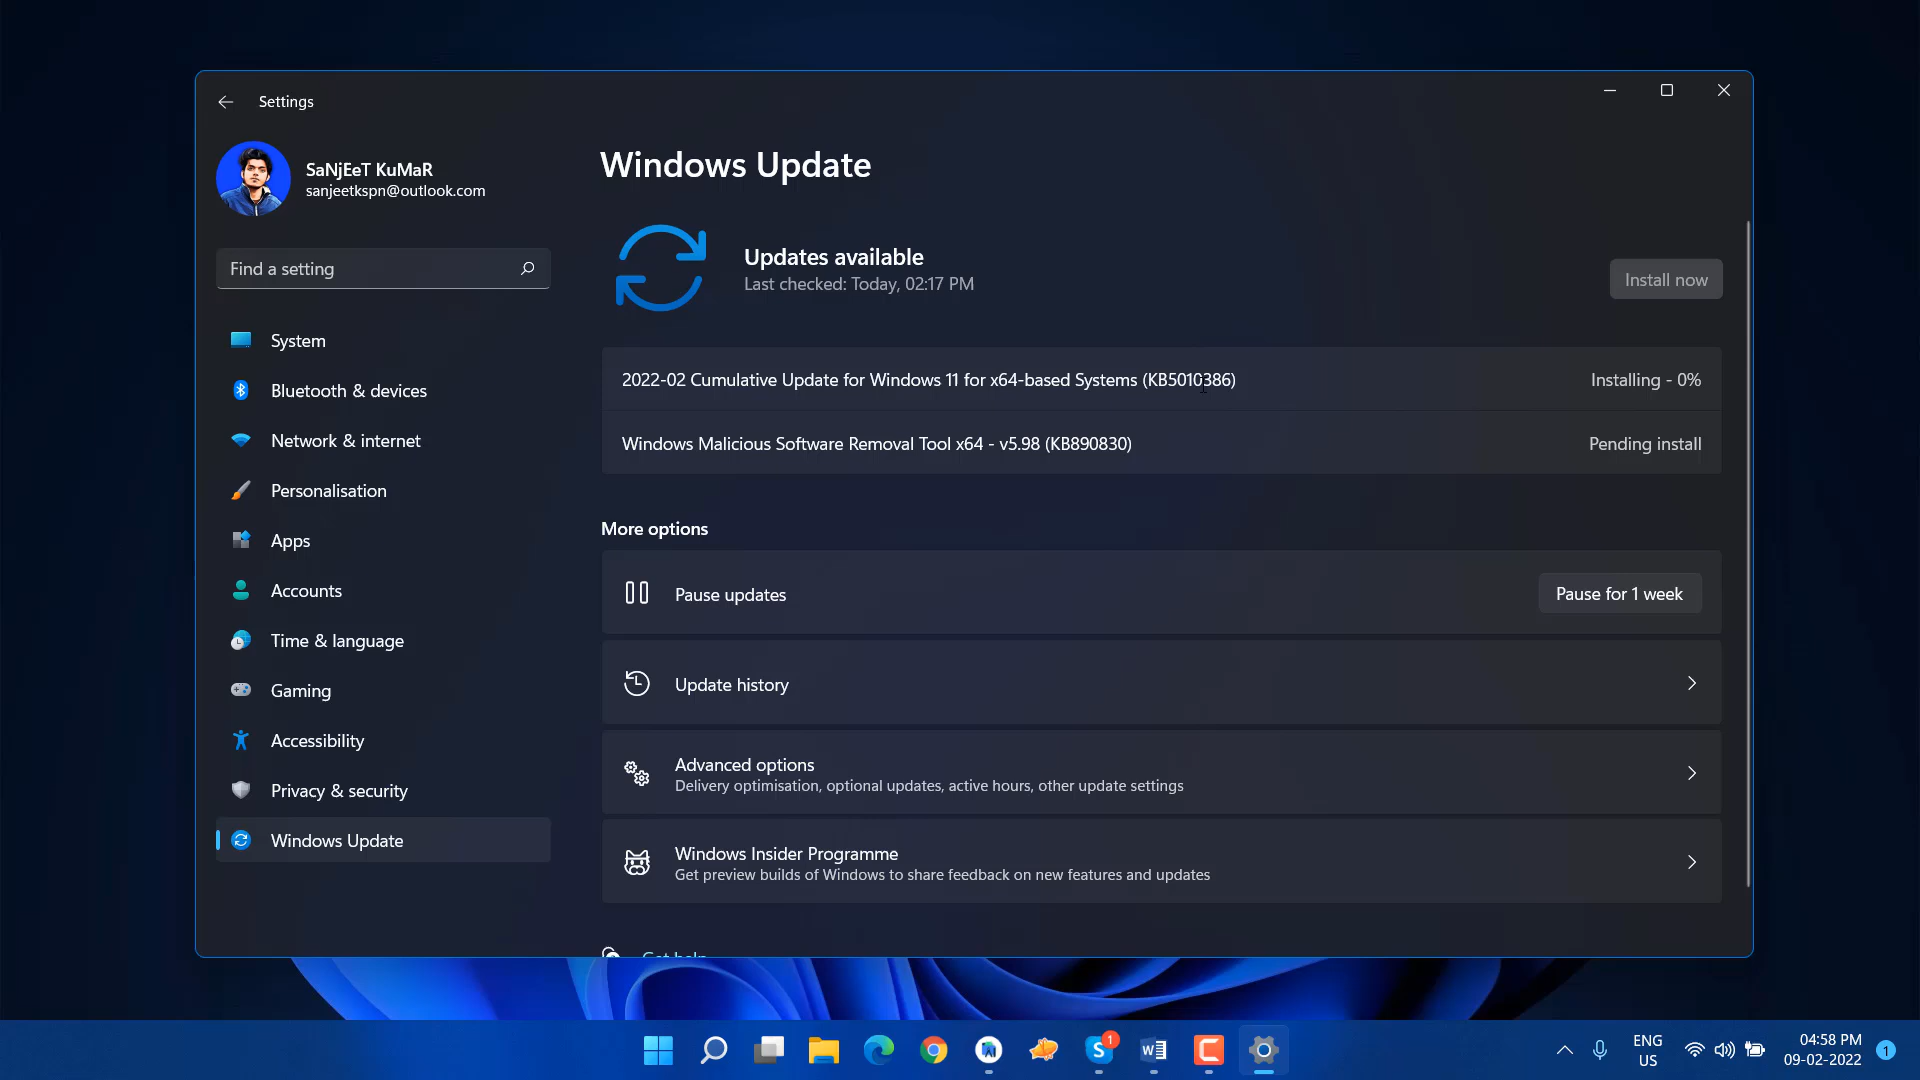 Settings
SaNjEeT KuMaR
sanjeetkspn@outlook.com
Find a setting
System
Bluetooth & devices
Network & internet
Personalisation
Apps
Accounts
Time & language
Gaming
Accessibility
Privacy & security
Windows Update
Windows Update
Updates available
Last checked: Today, 02:17 PM
Install now
2022-02 Cumulative Update for Windows 11 for x64-based Systems (KB5010386)
Installing - 0%
Windows Malicious Software Removal Tool x64 - v5.98 (KB890830)
Pending install
More options
Pause updates
Pause for 1 week
Update history
Advanced options
Delivery optimisation, optional updates, active hours, other update settings
Windows Insider Programme
Get preview builds of Windows to share feedback on new features and updates
Get help
S
1
W
C
ENG
US
04:58 PM
09-02-2022
1